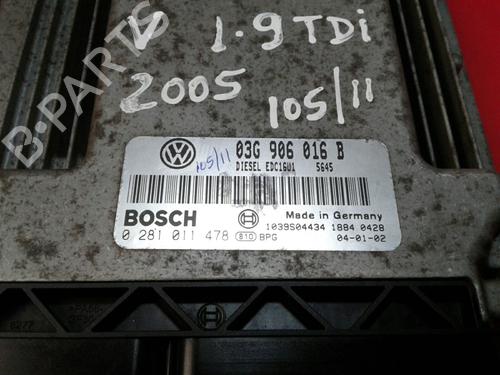 V 1.9 TDi
2005 105/11
B-PARTS
105/11
03G 906 016 B
DIESEL EDC16U1 5645
BOSCH
Made in Germany
1039S04434 1884 0428
0 281 011 478 810 BPG 04-01-02